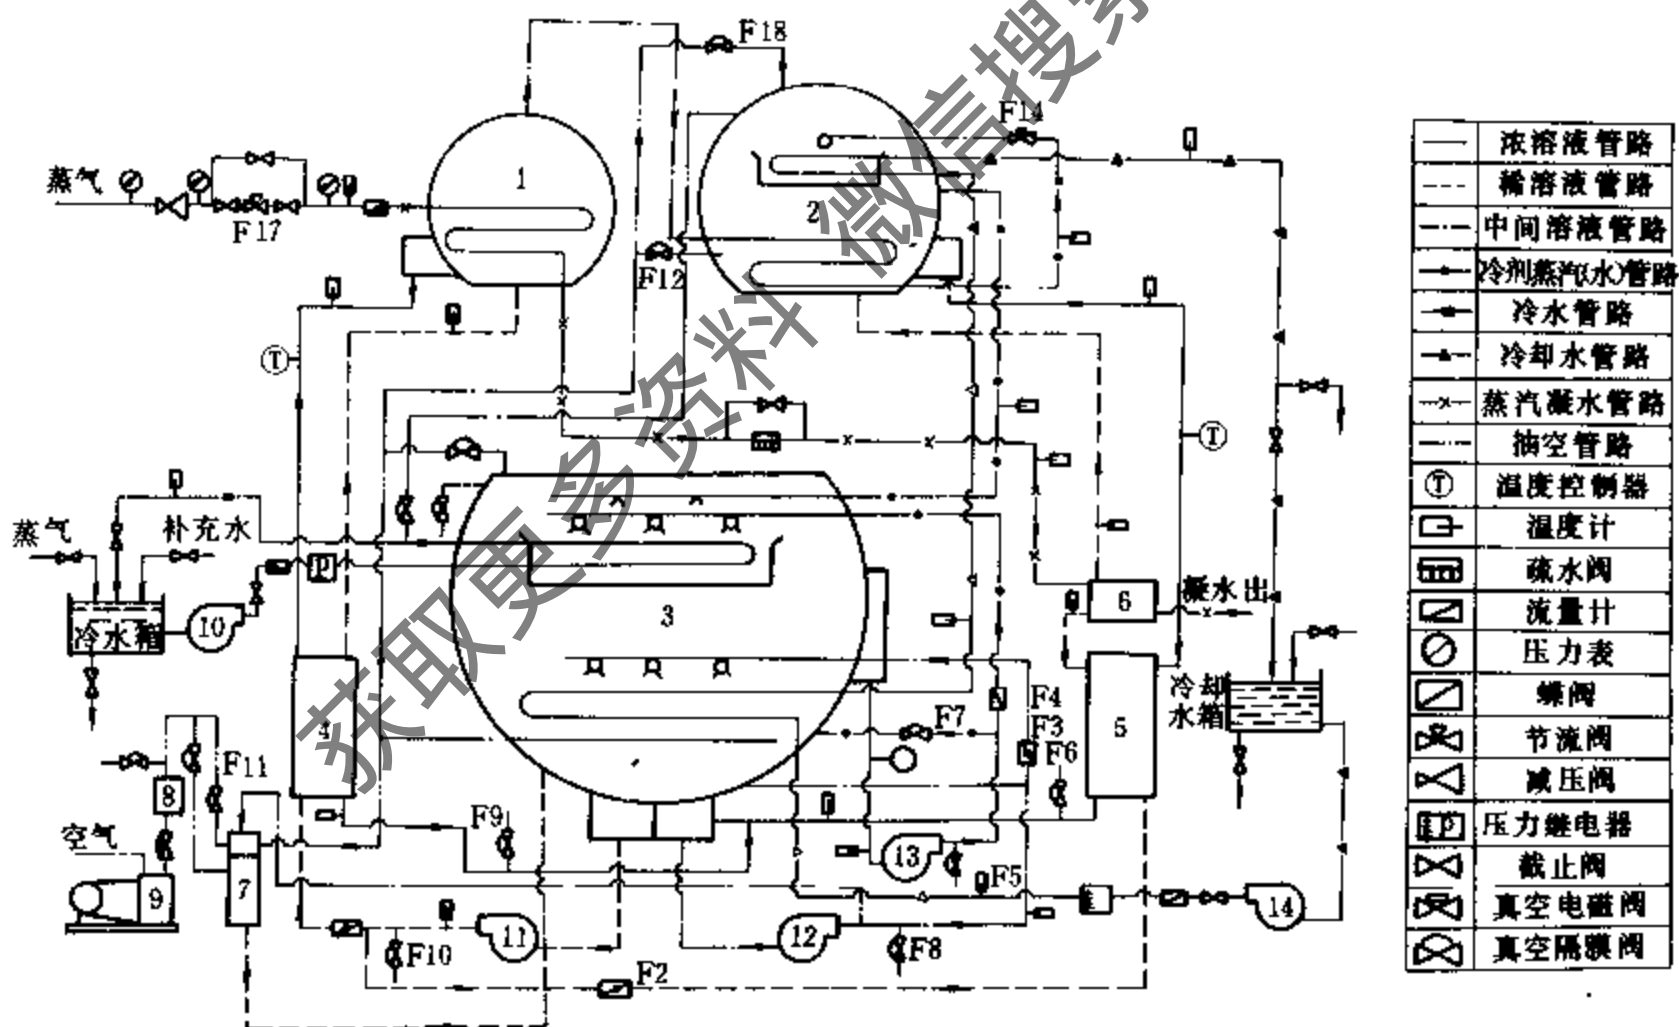 F18
F14
蒸气
1
2
F17
F12
T
T
蒸气
补充水
P
3
6
凝水出
冷水箱
10
F4
冷却
水箱
F3
4
F7
F6
5
F11
8
F9
空气
13
7
F5
9
14
11
12
F10
F8
F2
浓溶液管路
稀溶液管路
中间溶液管路
冷剂蒸汽(水)管路
冷水管路
冷却水管路
蒸汽凝水管路
抽空管路
T
温度控制器
温度计
疏水阀
流量计
压力表
蝶阀
节流阀
减压阀
P
压力继电器
截止阀
真空电磁阀
真空隔膜阀
获取更多资料 微信搜索